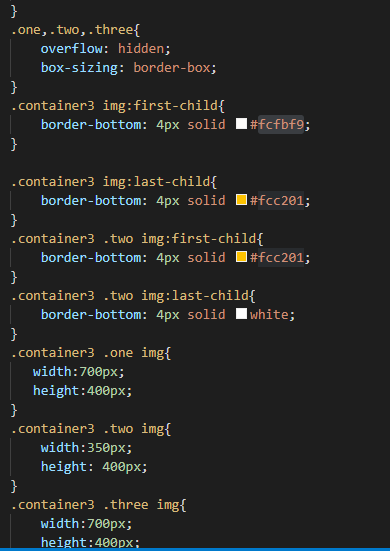 }
.one,.two,.three{
    overflow: hidden;
    box-sizing: border-box;
}
.container3 img:first-child{
    border-bottom: 4px solid #fcfbf9;
}

.container3 img:last-child{
    border-bottom: 4px solid #fcc201;
}
.container3 .two img:first-child{
    border-bottom: 4px solid #fcc201;
}
.container3 .two img:last-child{
    border-bottom: 4px solid white;
}
.container3 .one img{
   width:700px;
   height:400px;
}
.container3 .two img{
    width:350px;
    height: 400px;
}
.container3 .three img{
    width:700px;
    height:400px;